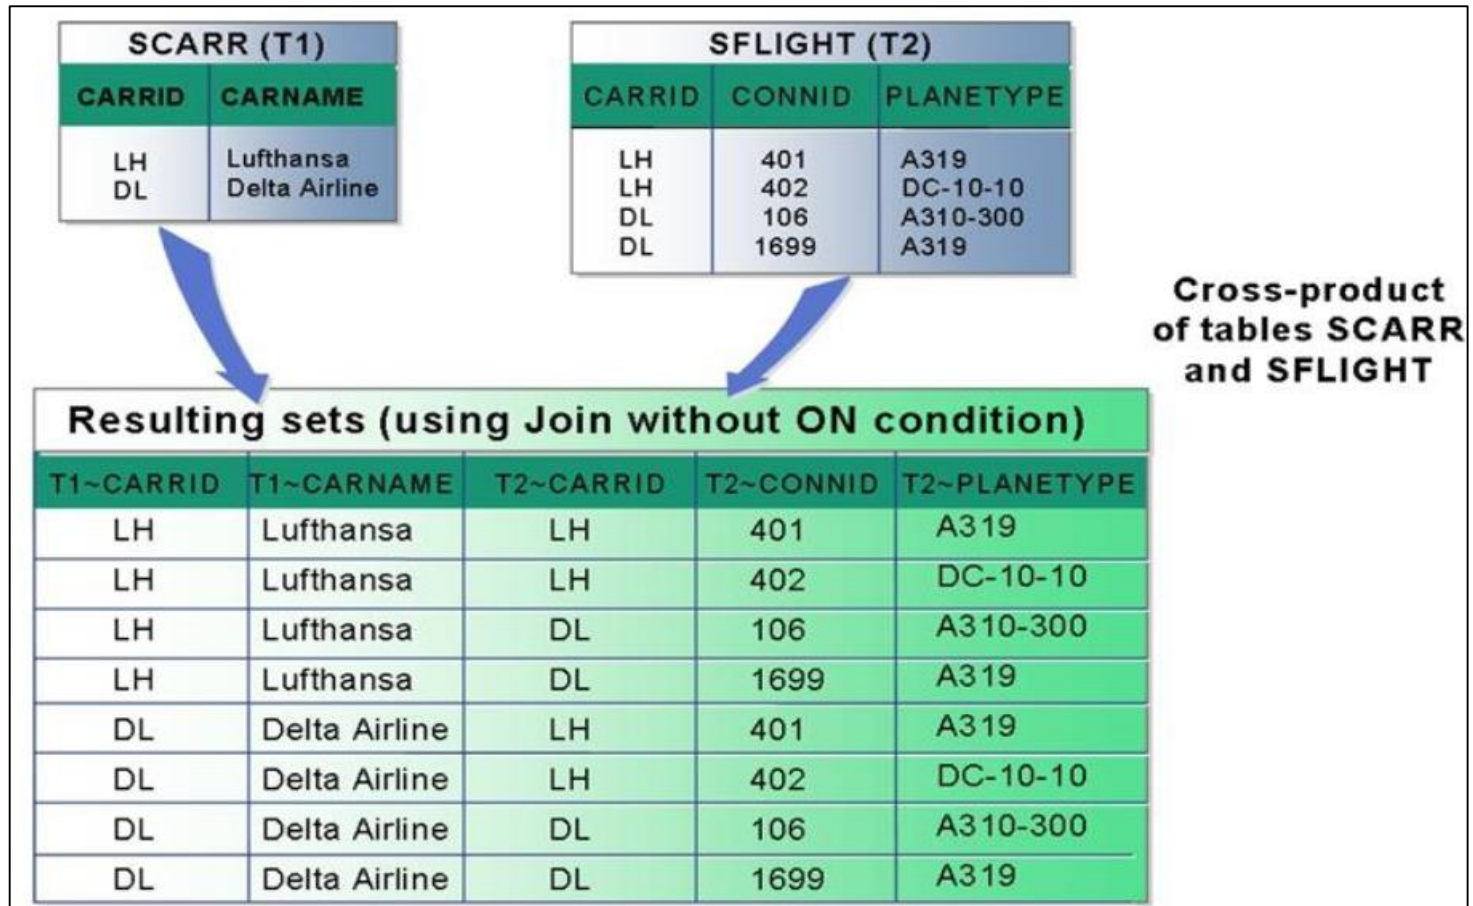 SCARR (T1)
CARRID CARNAME
LH Lufthansa
DL Delta Airline
SFLIGHT (T2)
CARRID CONNID PLANETYPE
LH 401 A319
LH 402 DC-10-10
DL 106 A310-300
DL 1699 A319
Cross-product
of tables SCARR
and SFLIGHT
Resulting sets (using Join without ON condition)
T1~CARRID T1~CARNAME T2~CARRID T2~CONNID T2~PLANETYPE
LH Lufthansa LH 401 A319
LH Lufthansa LH 402 DC-10-10
LH Lufthansa DL 106 A310-300
LH Lufthansa DL 1699 A319
DL Delta Airline LH 401 A319
DL Delta Airline LH 402 DC-10-10
DL Delta Airline DL 106 A310-300
DL Delta Airline DL 1699 A319